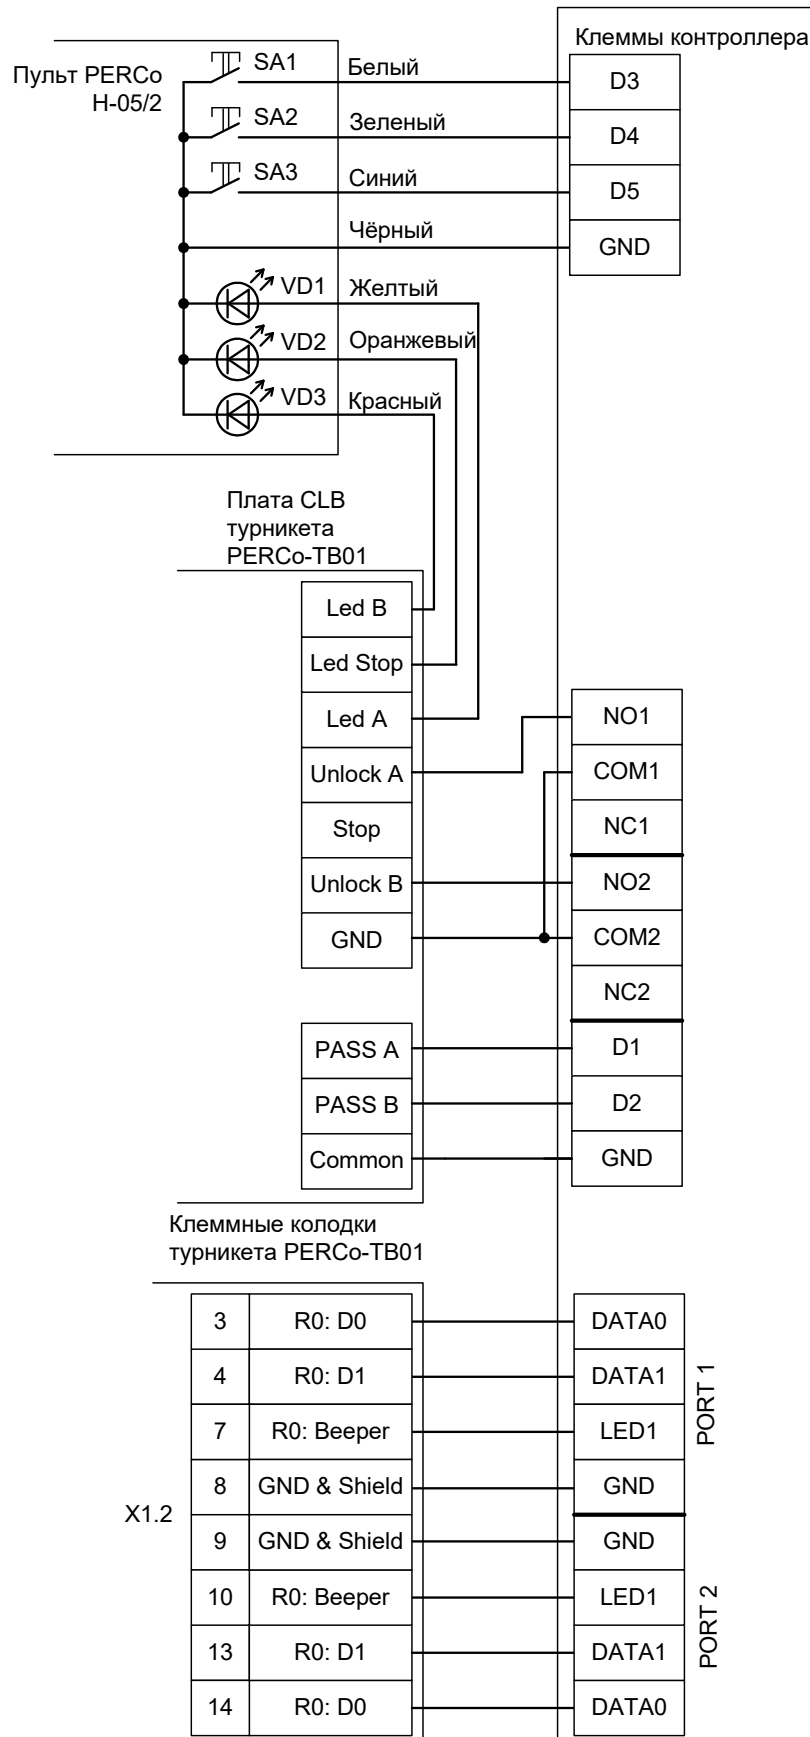 Клеммы контроллера
Пульт PERCo
Н-05/2
SA1
Белый
D3
SA2
Зеленый
D4
SA3
Синий
D5
Чёрный
GND
VD1
Желтый
VD2
Оранжевый
VD3
Красный
Плата CLB
турникета
PERCo-TB01
Led B
Led Stop
Led A
Unlock A
Stop
Unlock B
GND
NO1
COM1
NC1
NO2
COM2
NC2
PASS A
D1
PASS B
D2
Common
GND
Клеммные колодки
турникета PERCo-TB01
X1.2
3
R0: D0
DATA0
4
R0: D1
DATA1
7
R0: Beeper
LED1
8
GND & Shield
GND
PORT 1
9
GND & Shield
GND
10
R0: Beeper
LED1
13
R0: D1
DATA1
14
R0: D0
DATA0
PORT 2